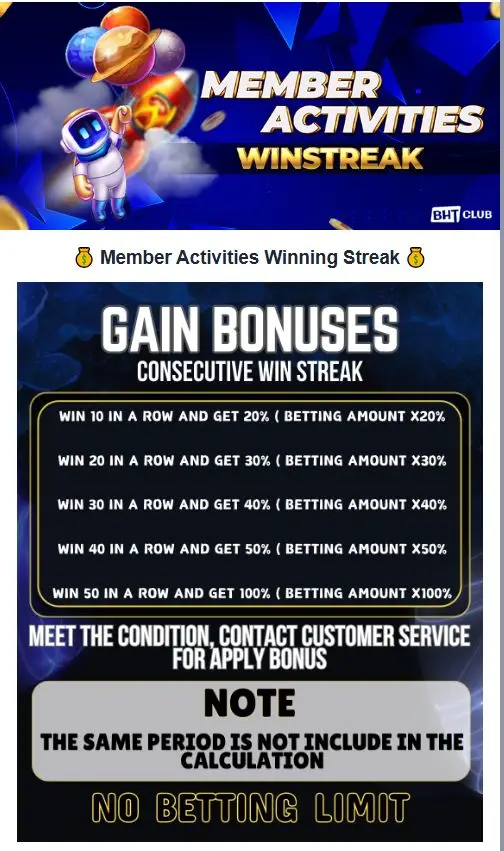 MEMBER
ACTIVITIES
WINSTREAK
BHT CLUB
💰 Member Activities Winning Streak 💰
GAIN BONUSES
CONSECUTIVE WIN STREAK
WIN 10 IN A ROW AND GET 20% ( BETTING AMOUNT X20%
WIN 20 IN A ROW AND GET 30% ( BETTING AMOUNT X30%
WIN 30 IN A ROW AND GET 40% ( BETTING AMOUNT X40%
WIN 40 IN A ROW AND GET 50% ( BETTING AMOUNT X50%
WIN 50 IN A ROW AND GET 100% ( BETTING AMOUNT X100%
MEET THE CONDITION, CONTACT CUSTOMER SERVICE
FOR APPLY BONUS
NOTE
THE SAME PERIOD IS NOT INCLUDE IN THE
CALCULATION
NO BETTING LIMIT